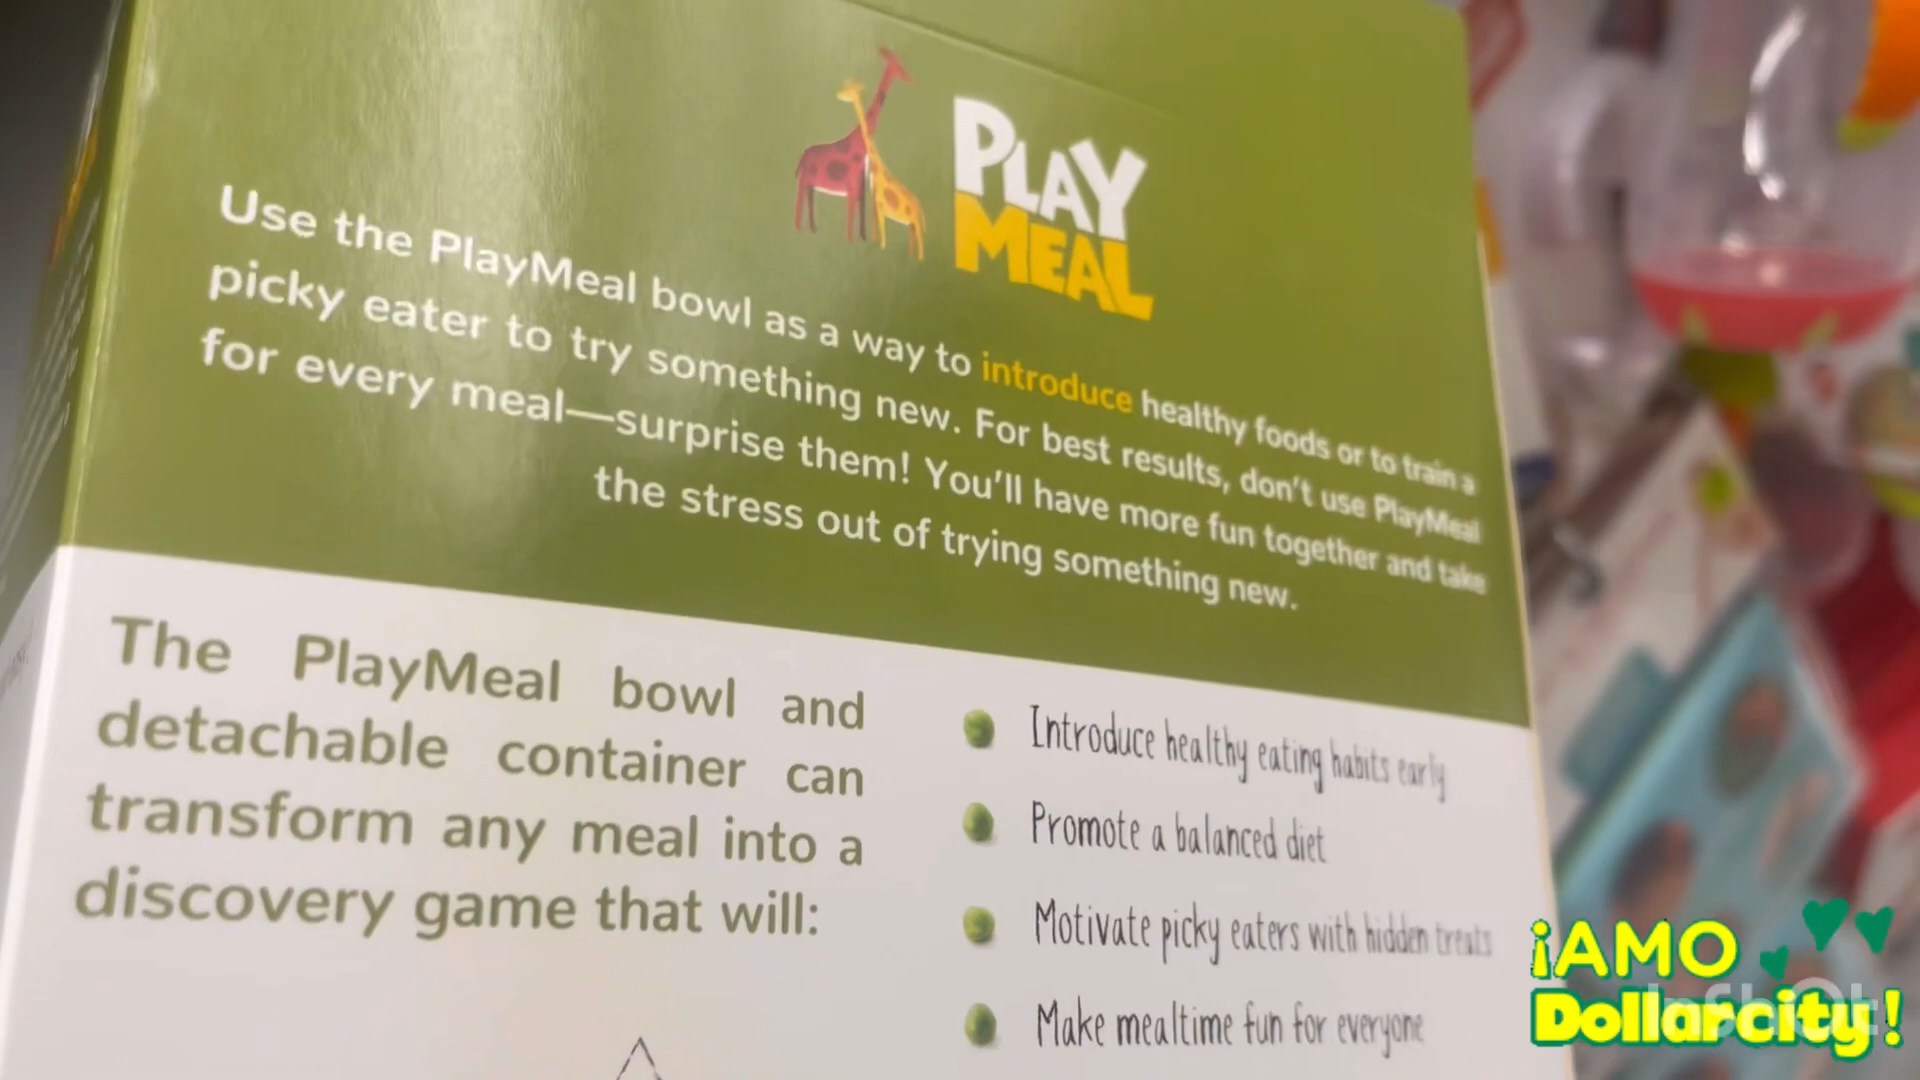 PLAY
MEAL
Use the PlayMeal bowl as a way to introduce healthy foods or to train a
picky eater to try something new. For best results, don't use PlayMeal
for every meal—surprise them! You'll have more fun together and take
the stress out of trying something new.
The PlayMeal bowl and
detachable container can
transform any meal into a
discovery game that will:
Introduce healthy eating habits early
Promote a balanced diet
Motivate picky eaters with hidden treats
Make mealtime fun for everyone
¡AMO
Dollarcity!
InShOt